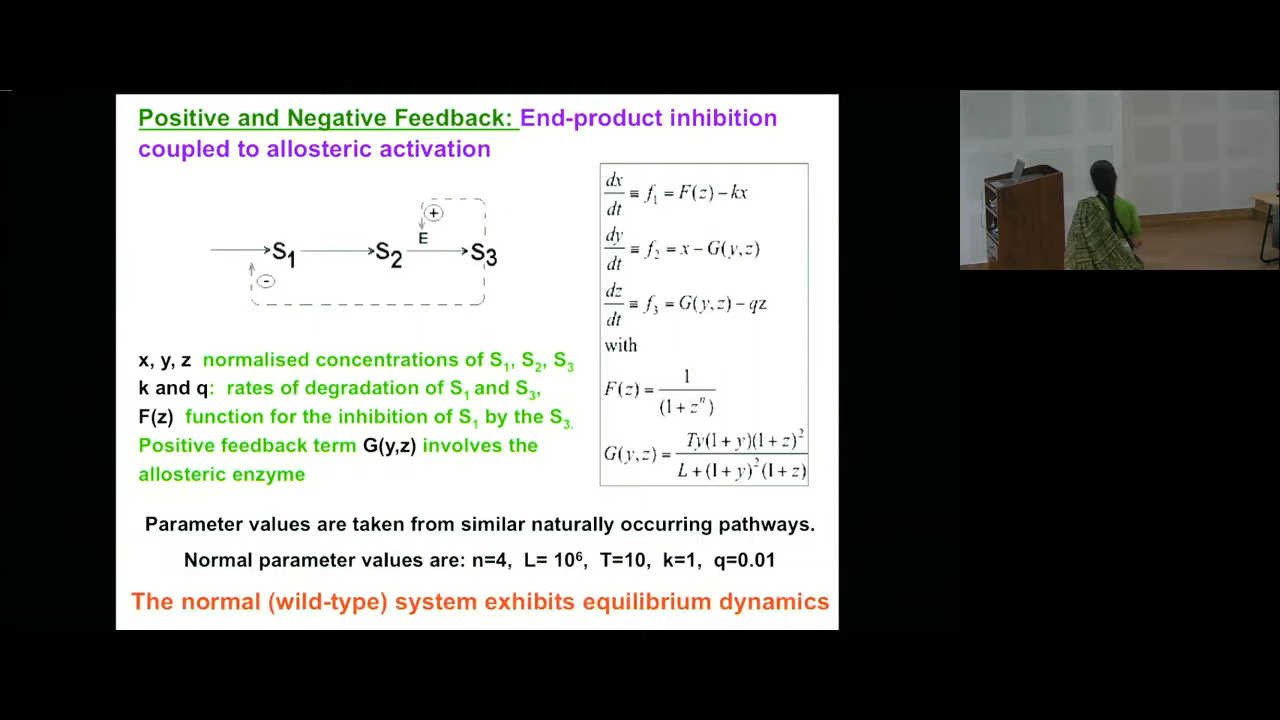 Positive and Negative Feedback: End-product inhibition
coupled to allosteric activation
+
E
S₁
S₂
S₃
-
dx/dt ≡ f₁ = F(z) – kx
dy/dt ≡ f₂ = x – G(y,z)
dz/dt ≡ f₃ = G(y,z) – qz
with
F(z) = 1/(1 + zⁿ)
G(y,z) = Ty(1 + y)(1 + z)²/L + (1 + y)²(1 + z)
x, y, z normalised concentrations of S₁, S₂, S₃
k and q: rates of degradation of S₁ and S₃,
F(z) function for the inhibition of S₁ by the S₃.
Positive feedback term G(y,z) involves the
allosteric enzyme
Parameter values are taken from similar naturally occurring pathways.
Normal parameter values are: n=4, L= 10⁶, T=10, k=1, q=0.01
The normal (wild-type) system exhibits equilibrium dynamics